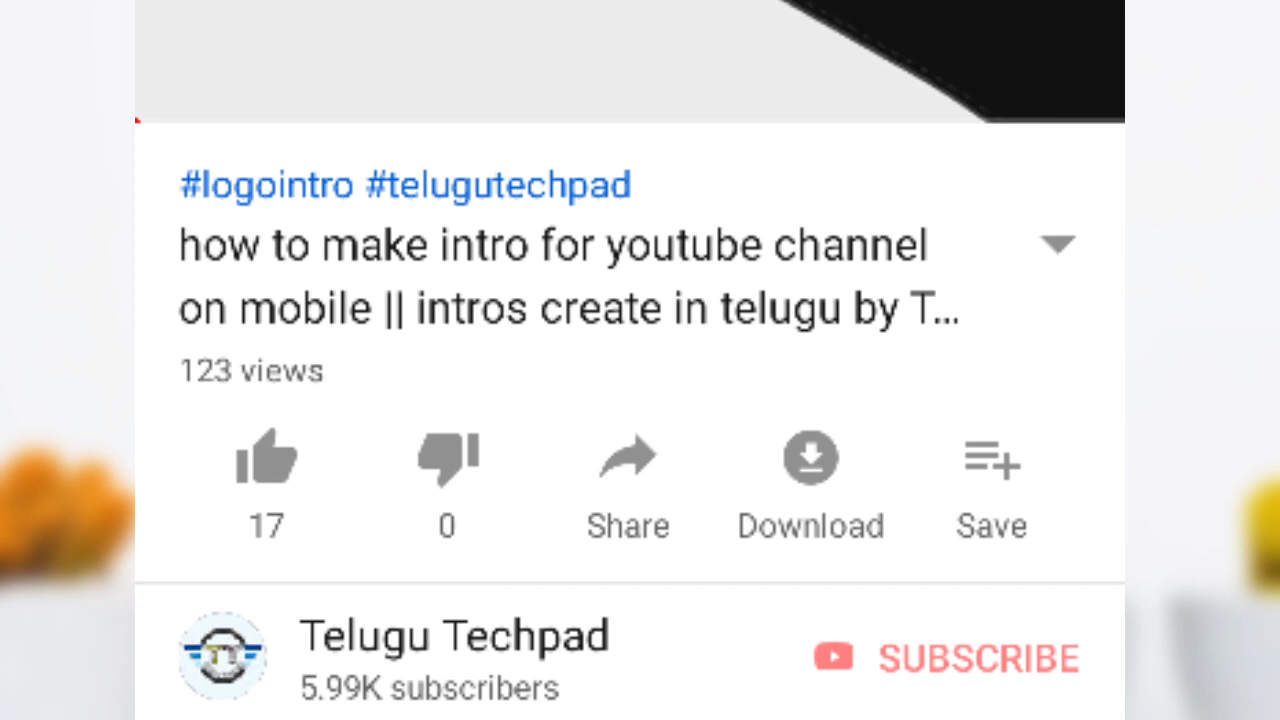 #logointro #telugutechpad
how to make intro for youtube channel
on mobile || intros create in telugu by T...
123 views
17 0 Share Download Save
Telugu Techpad
SUBSCRIBE
5.99K subscribers